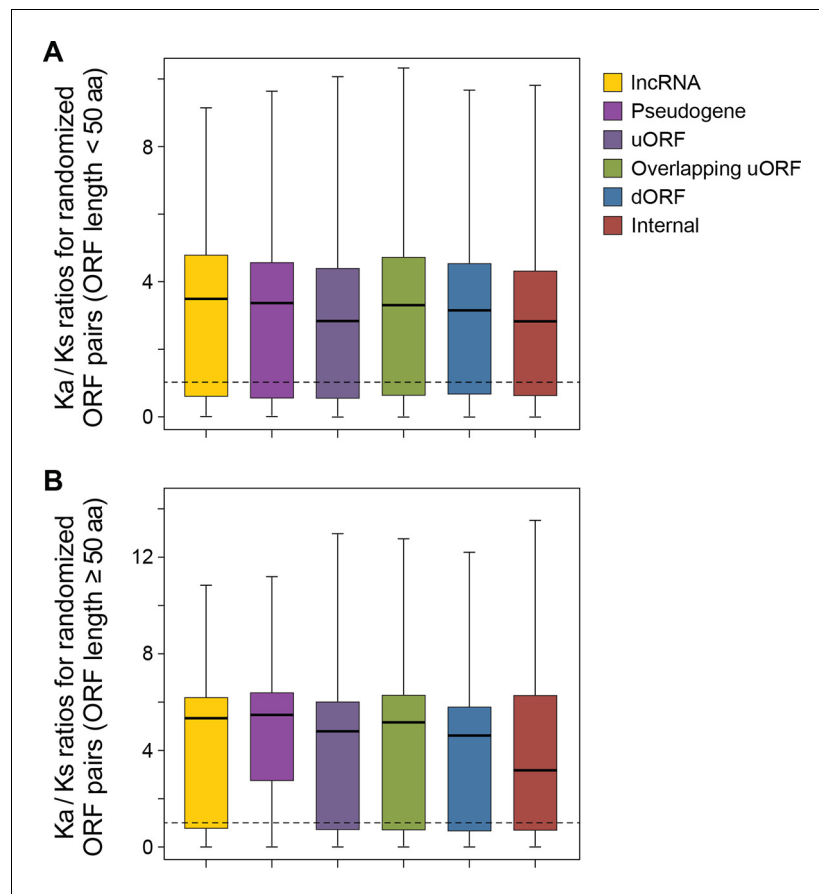 A
Ka / Ks ratios for randomized
ORF pairs (ORF length < 50 aa)
8
4
0
lncRNA
Pseudogene
uORF
Overlapping uORF
dORF
Internal
B
Ka / Ks ratios for randomized
ORF pairs (ORF length ≥ 50 aa)
12
8
4
0